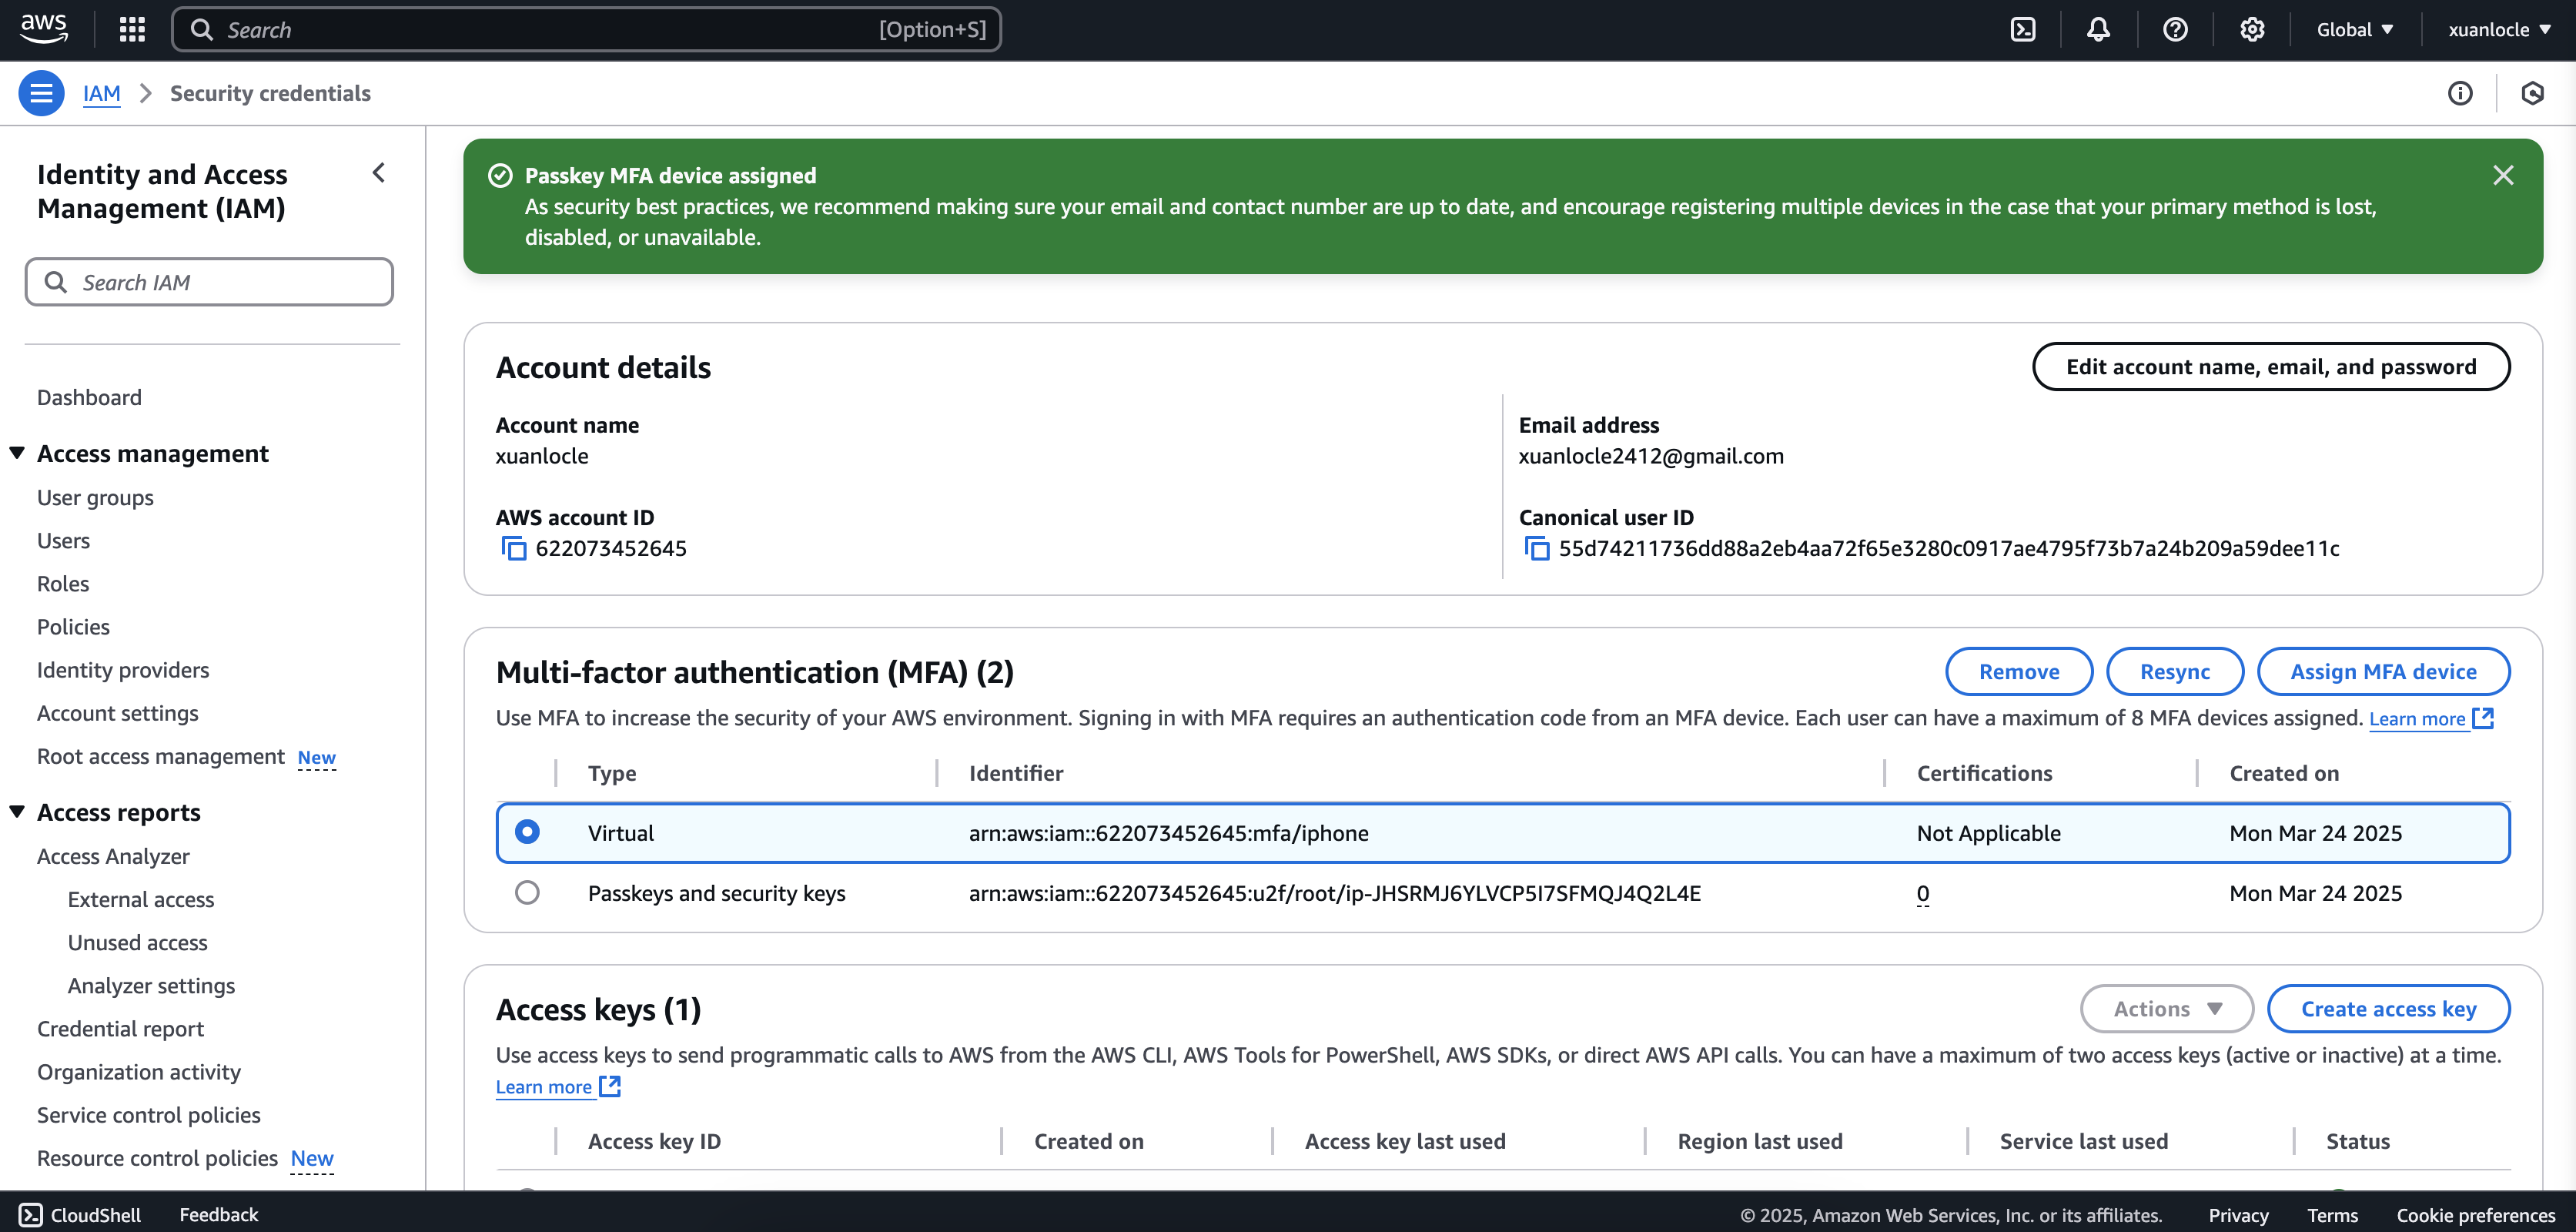 aws
Search
[Option+S]
Global
xuanlocle
IAM
Security credentials
Identity and Access
Management (IAM)
Search IAM
Dashboard
Access management
User groups
Users
Roles
Policies
Identity providers
Account settings
Root access management New
Access reports
Access Analyzer
External access
Unused access
Analyzer settings
Credential report
Organization activity
Service control policies
Resource control policies New
Passkey MFA device assigned
As security best practices, we recommend making sure your email and contact number are up to date, and encourage registering multiple devices in the case that your primary method is lost,
disabled, or unavailable.
Account details
Edit account name, email, and password
Account name
xuanlocle
Email address
xuanlocle2412@gmail.com
AWS account ID
622073452645
Canonical user ID
55d74211736dd88a2eb4aa72f65e3280c0917ae4795f73b7a24b209a59dee11c
Multi-factor authentication (MFA) (2)
Remove
Resync
Assign MFA device
Use MFA to increase the security of your AWS environment. Signing in with MFA requires an authentication code from an MFA device. Each user can have a maximum of 8 MFA devices assigned. Learn more
Type Identifier Certifications Created on
Virtual arn:aws:iam::622073452645:mfa/iphone Not Applicable Mon Mar 24 2025
Passkeys and security keys arn:aws:iam::622073452645:u2f/root/ip-JHSRMJ6YLVCP5I7SFMQJ4Q2L4E 0 Mon Mar 24 2025
Access keys (1)
Actions
Create access key
Use access keys to send programmatic calls to AWS from the AWS CLI, AWS Tools for PowerShell, AWS SDKs, or direct AWS API calls. You can have a maximum of two access keys (active or inactive) at a time.
Learn more
Access key ID Created on Access key last used Region last used Service last used Status
CloudShell
Feedback
© 2025, Amazon Web Services, Inc. or its affiliates.
Privacy
Terms
Cookie preferences